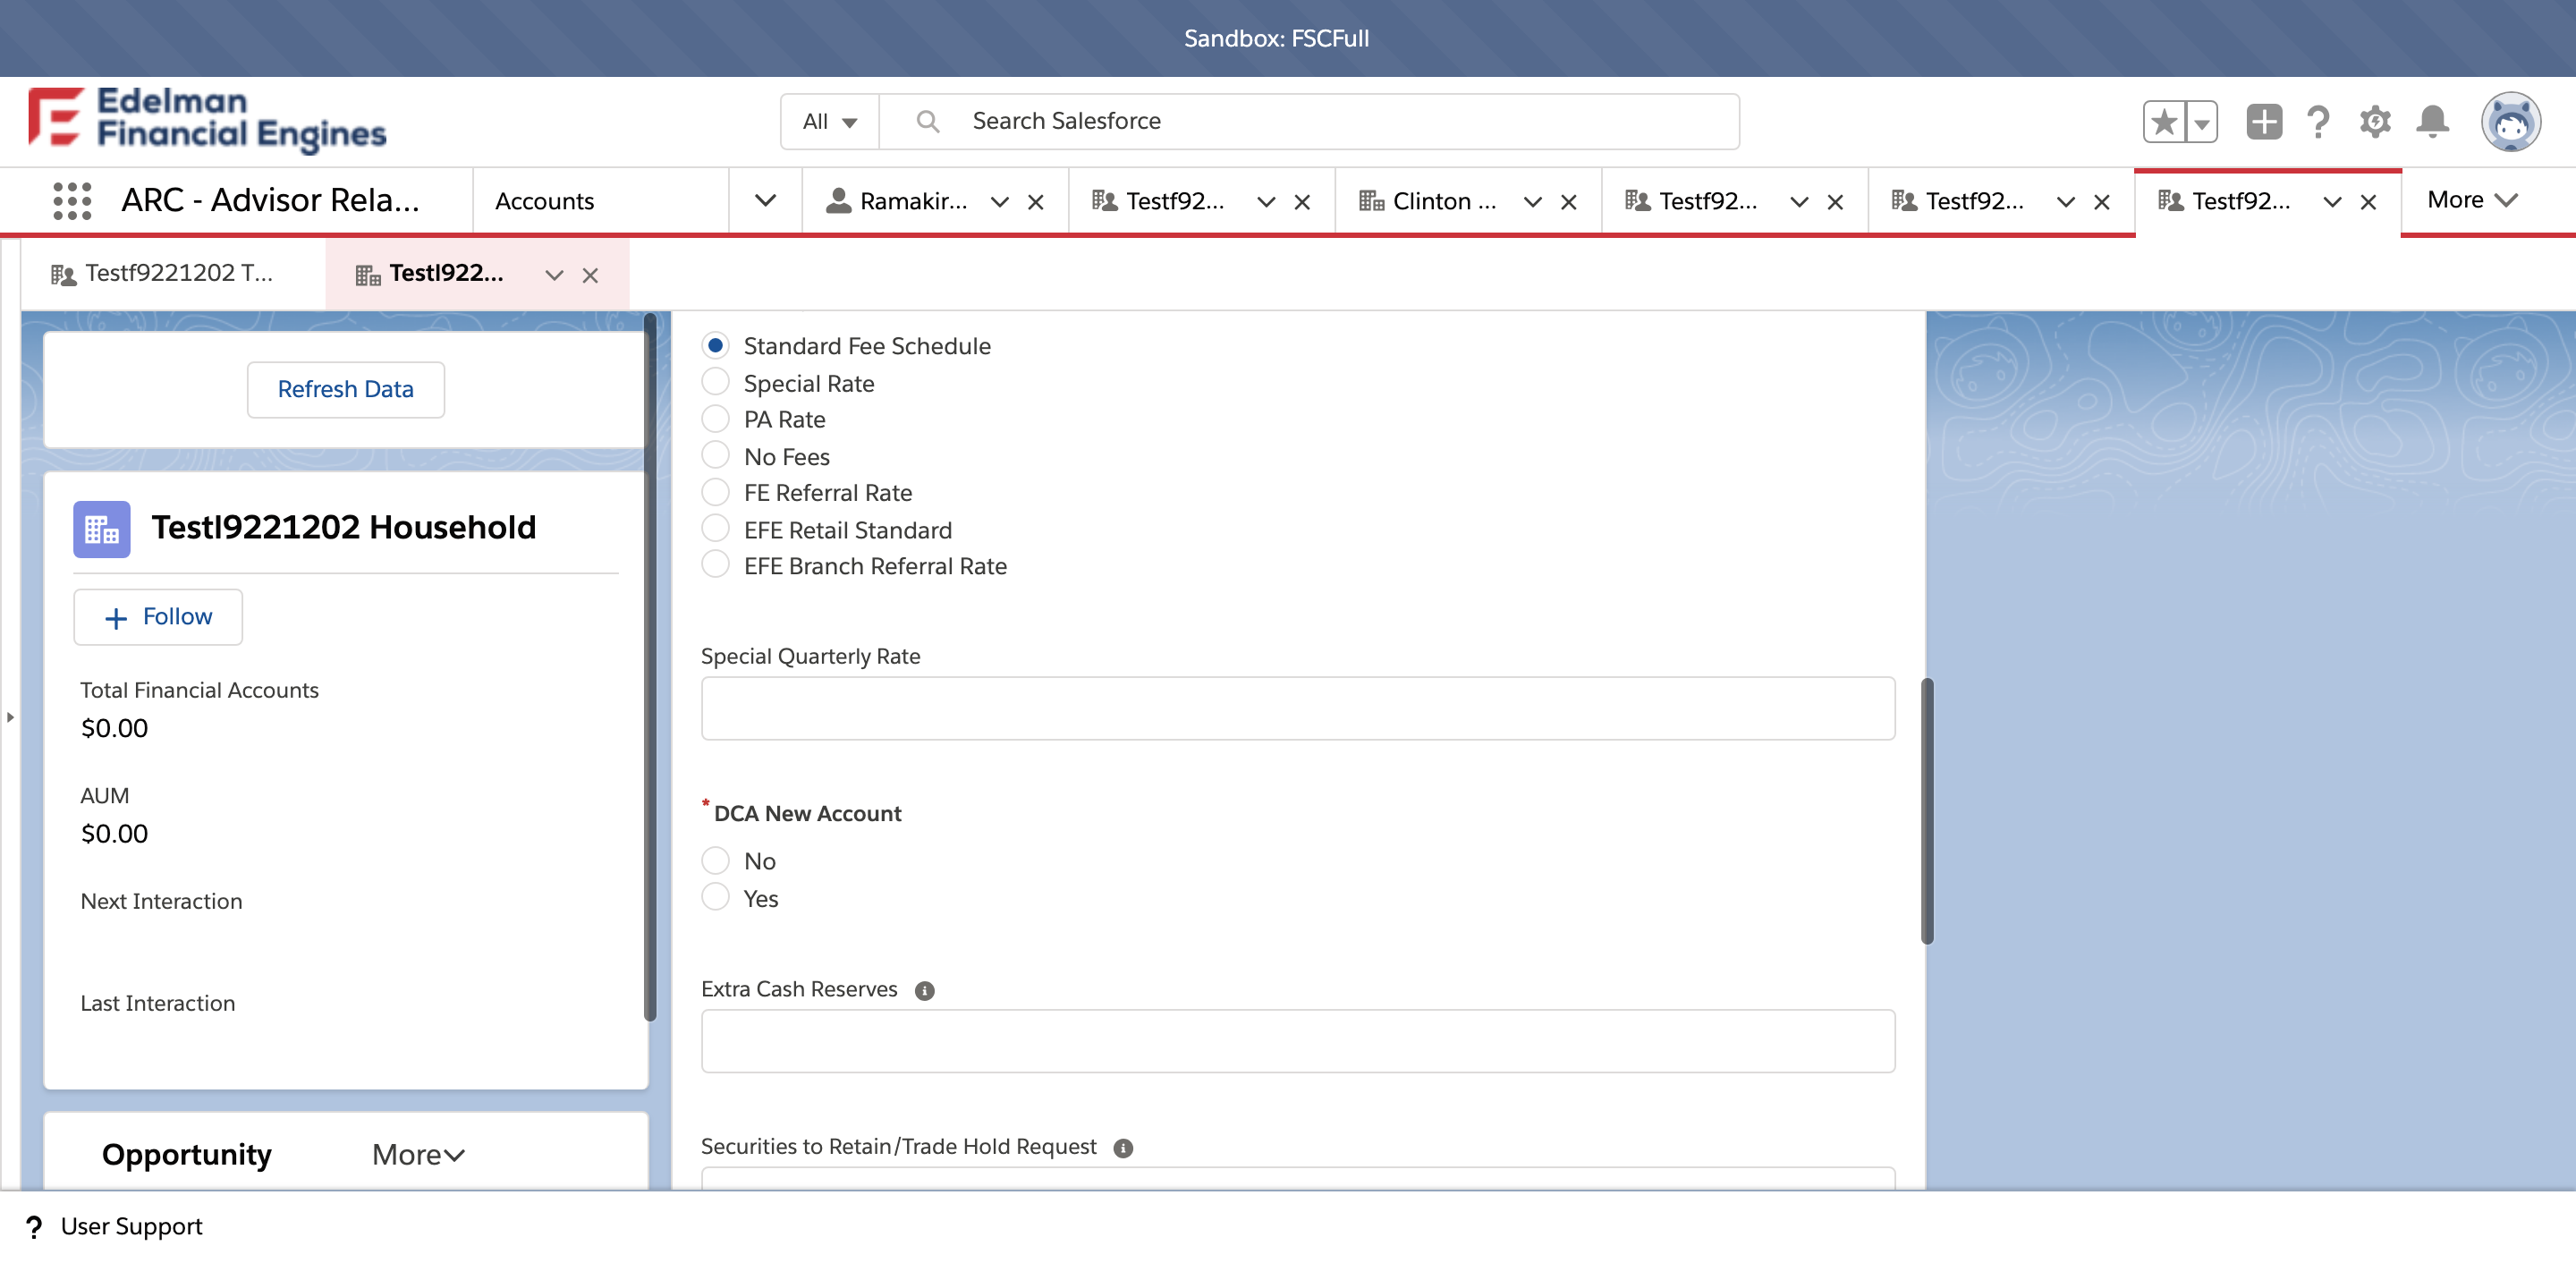 Sandbox: FSCFull
Edelman
Financial Engines
All
Search Salesforce
ARC - Advisor Rela...
Accounts
Ramakir...
Testf92...
Clinton ...
Testf92...
Testf92...
Testf92...
More
Testf9221202 T...
Testl922...
Refresh Data
Testl9221202 Household
Follow
Total Financial Accounts
$0.00
AUM
$0.00
Next Interaction
Last Interaction
Opportunity
More
Standard Fee Schedule
Special Rate
PA Rate
No Fees
FE Referral Rate
EFE Retail Standard
EFE Branch Referral Rate
Special Quarterly Rate
* DCA New Account
No
Yes
Extra Cash Reserves
Securities to Retain/Trade Hold Request
? User Support